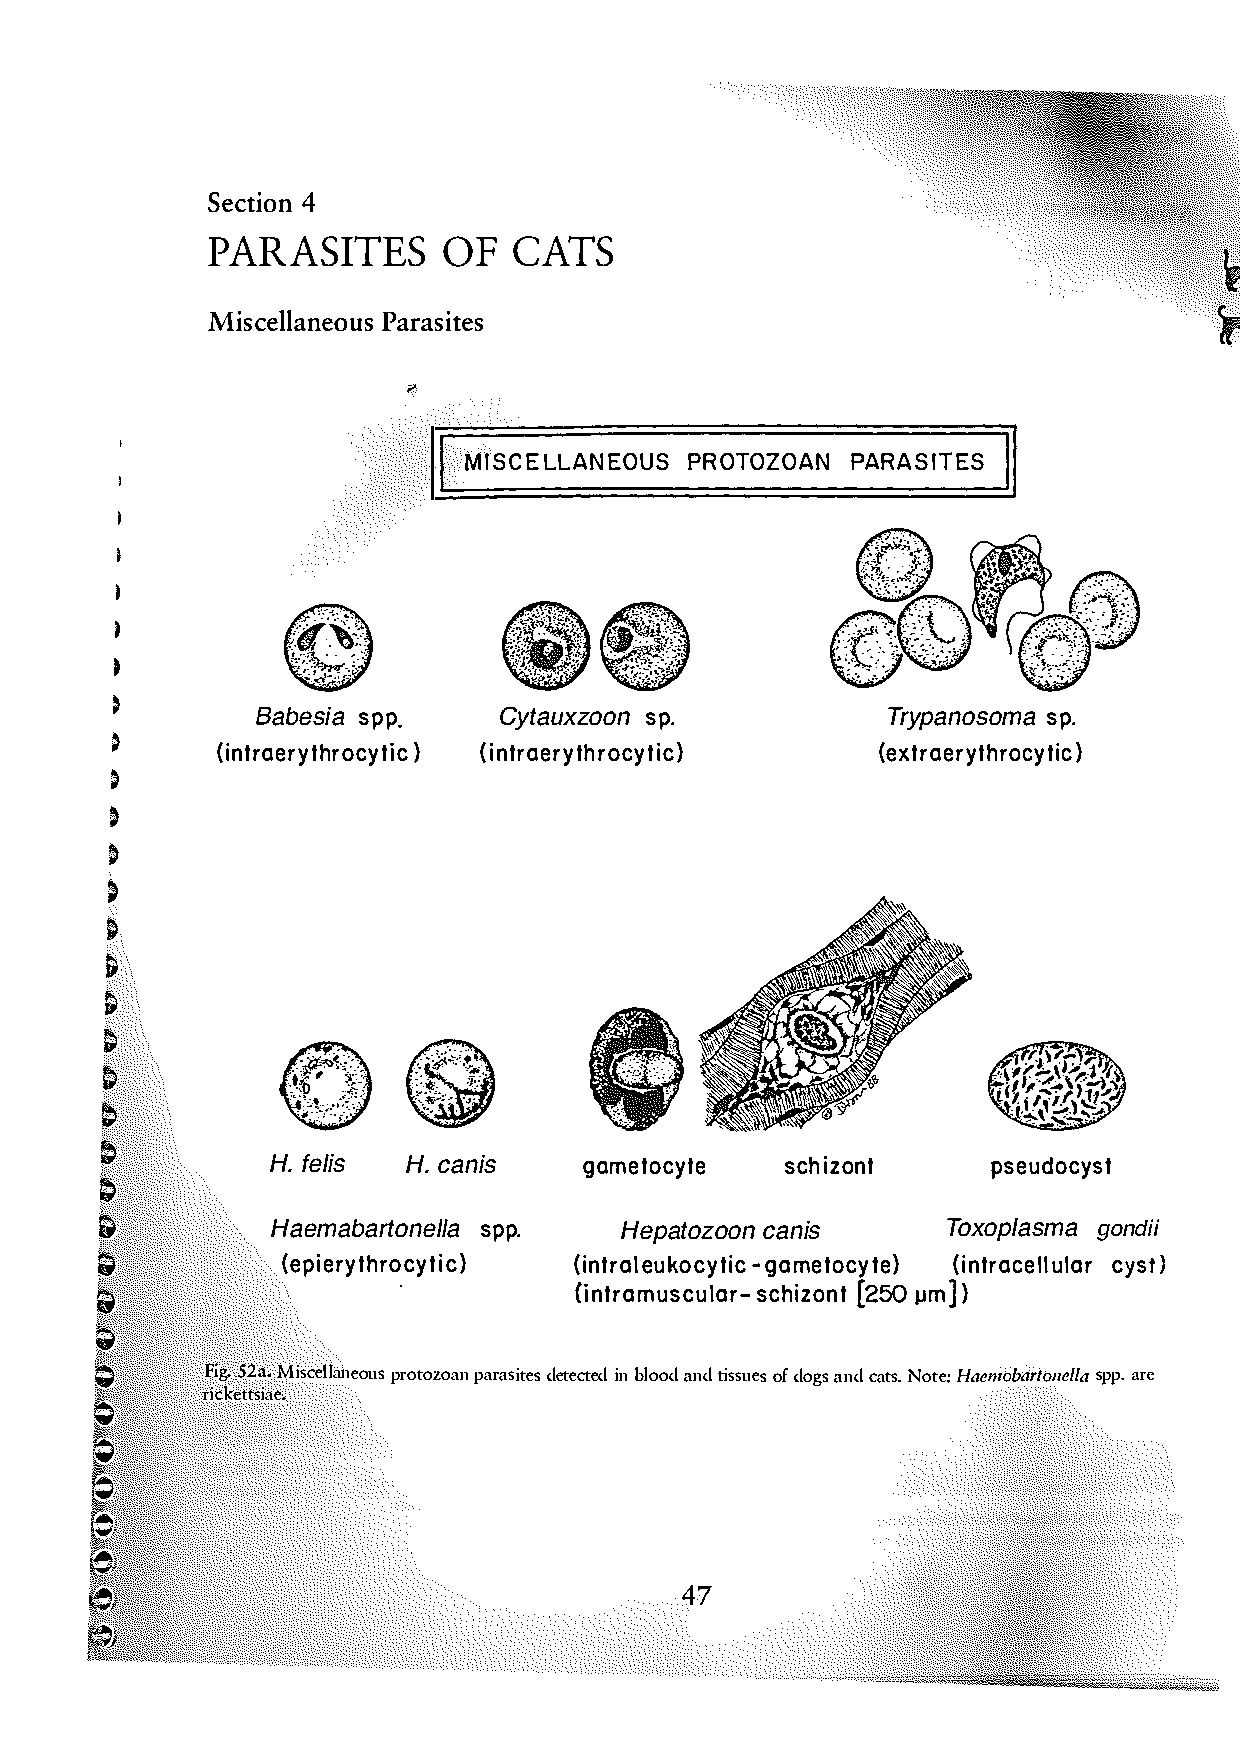 Section 4
PARASITES OF CATS
Miscellaneous Parasites
MISCELLANEOUS PROTOZOAN PARASITES
Babesia spp.
(intraerythrocytic)
Cytauxzoon sp.
(intraerythrocytic)
Trypanosoma sp.
(extraerythrocytic)
H. felis H. canis gametocyte schizont pseudocyst
Haemabartonella spp.
(epierythrocytic)
Hepatozoon canis
(intraleukocytic-gametocyte)
(intramuscular-schizont [250 µm])
Toxoplasma gondii
(intracellular cyst)
Fig. 52a. Miscellaneous protozoan parasites detected in blood and tissues of dogs and cats. Note: Haemobartonella spp. are
rickettsiae.
47